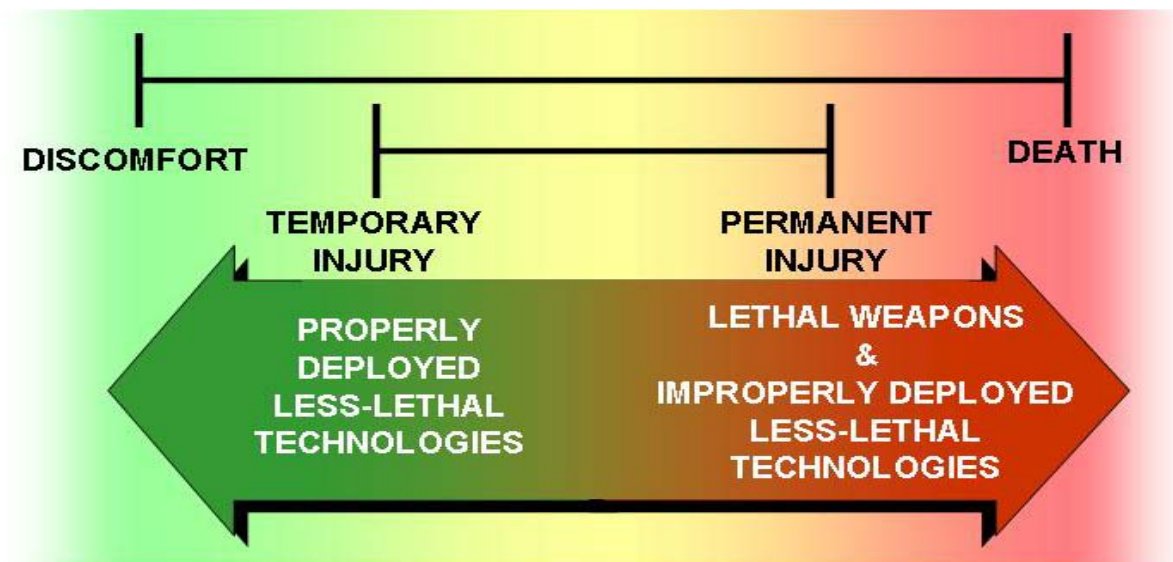 DISCOMFORT
DEATH
TEMPORARY
INJURY
PERMANENT
INJURY
PROPERLY
DEPLOYED
LESS-LETHAL
TECHNOLOGIES
LETHAL WEAPONS
&
IMPROPERLY DEPLOYED
LESS-LETHAL
TECHNOLOGIES